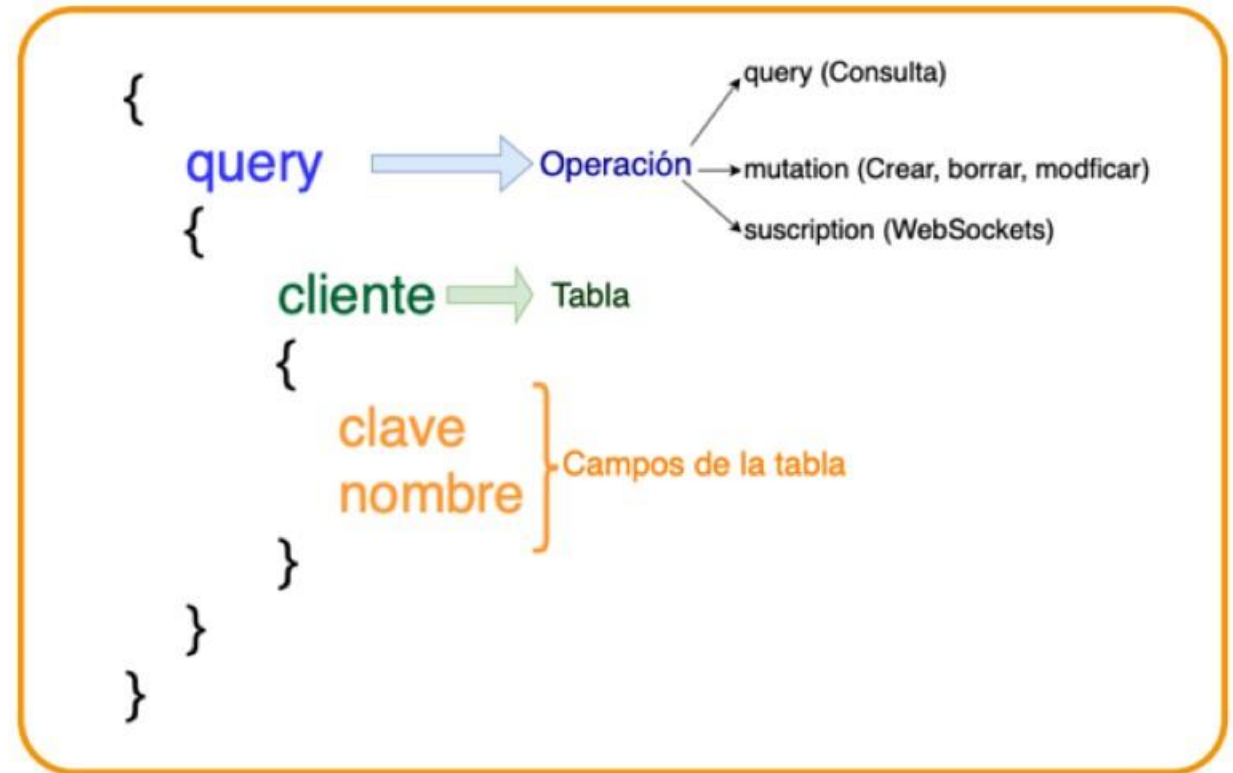 {
query (Consulta)
query Operación mutation (Crear, borrar, modficar)
{
suscription (WebSockets)
cliente Tabla
{
clave
nombre
Campos de la tabla
}
}
}